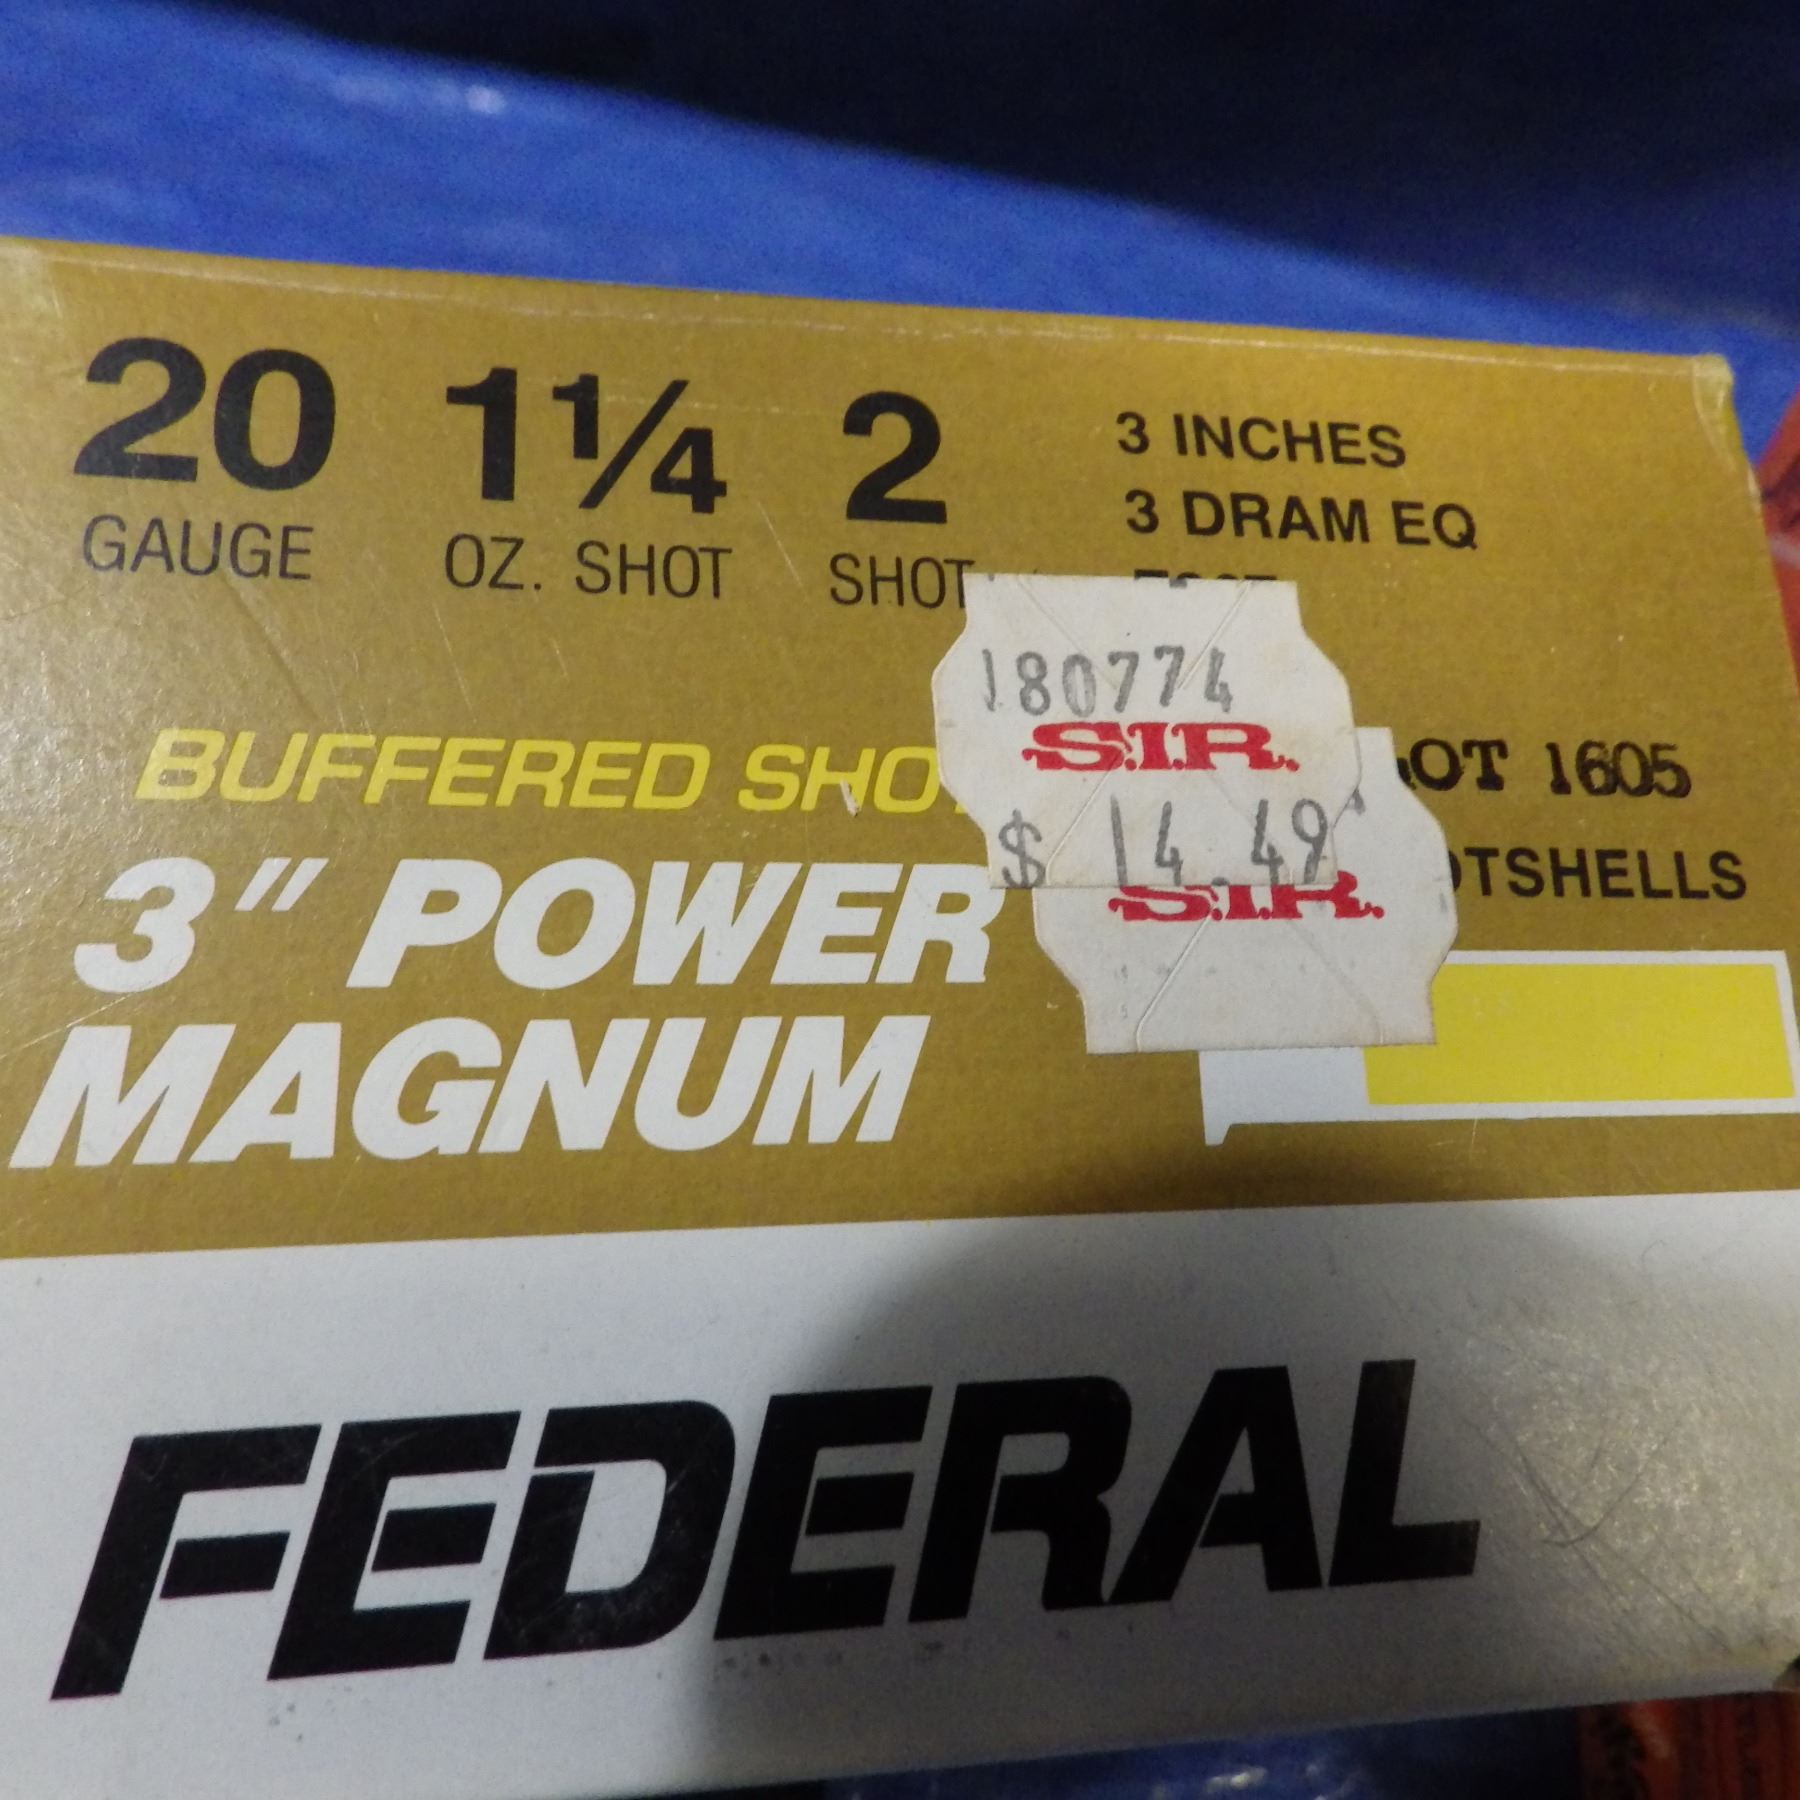 20 1¼ 2
GAUGE OZ. SHOT SHOT
3 INCHES
3 DRAM EQ
180774
S.I.R.
$ 14.49
S.I.R.
BUFFERED SHO
OT 1605
3" POWER
OTSHELLS
MAGNUM
FEDERAL